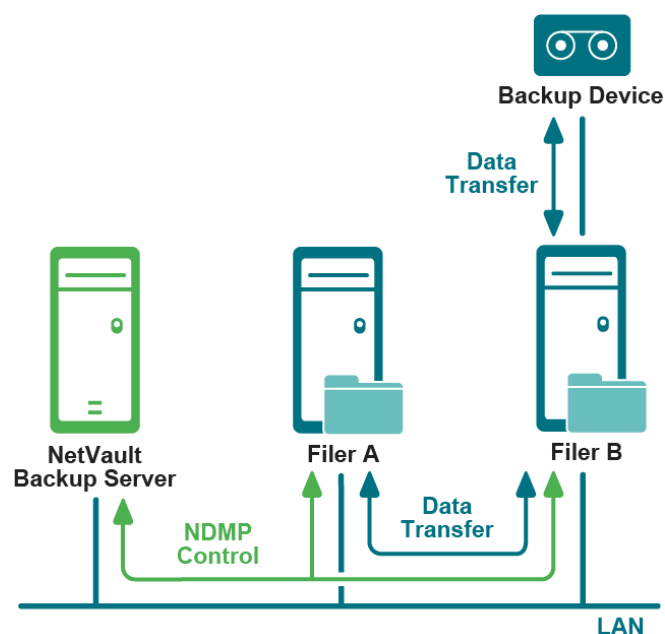 Backup Device
Data
Transfer
NetVault
Backup Server
Filer A
Filer B
NDMP
Control
Data
Transfer
LAN